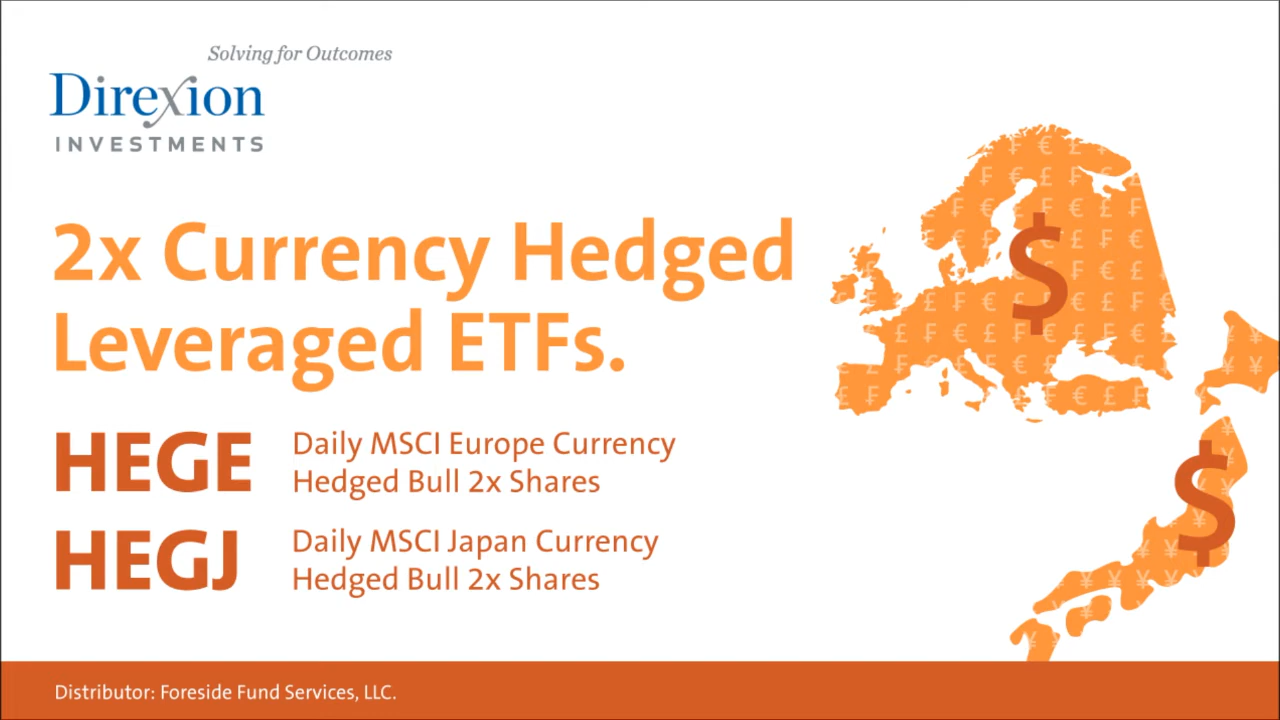 Solving for Outcomes
Direxion
INVESTMENTS
2x Currency Hedged
Leveraged ETFs.
HEGE
Daily MSCI Europe Currency
Hedged Bull 2x Shares
HEGJ
Daily MSCI Japan Currency
Hedged Bull 2x Shares
$
$
Distributor: Foreside Fund Services, LLC.